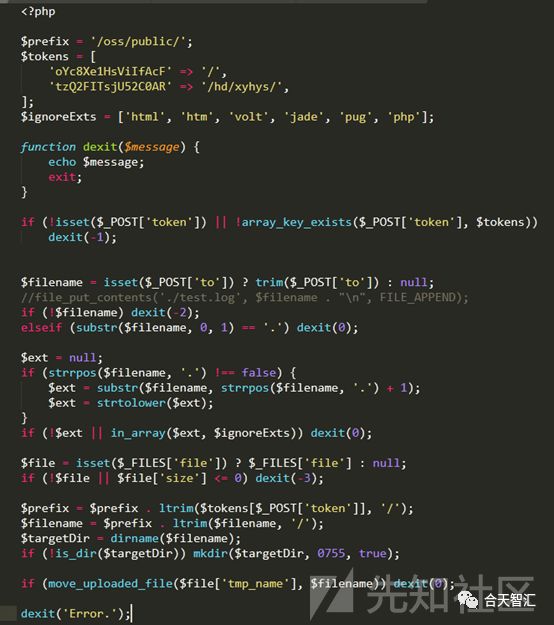 <?php
$prefix = '/oss/public/';
$tokens = [
    'oYc8Xe1HsViIfAcF' => '/',
    'tzQ2FITsjU52C0AR' => '/hd/xyhys/',
];
$ignoreExts = ['html', 'htm', 'volt', 'jade', 'pug', 'php'];
function dexit($message) {
    echo $message;
    exit;
}
if (!isset($_POST['token']) || !array_key_exists($_POST['token'], $tokens))
    dexit(-1);
$filename = isset($_POST['to']) ? trim($_POST['to']) : null;
//file_put_contents('./test.log', $filename . "\n", FILE_APPEND);
if (!$filename) dexit(-2);
elseif (substr($filename, 0, 1) == '.') dexit(0);
$ext = null;
if (strrpos($filename, '.') !== false) {
    $ext = substr($filename, strrpos($filename, '.') + 1);
    $ext = strtolower($ext);
}
if (!$ext || in_array($ext, $ignoreExts)) dexit(0);
$file = isset($_FILES['file']) ? $_FILES['file'] : null;
if (!$file || $file['size'] <= 0) dexit(-3);
$prefix = $prefix . ltrim($tokens[$_POST['token']], '/');
$filename = $prefix . ltrim($filename, '/');
$targetDir = dirname($filename);
if (!is_dir($targetDir)) mkdir($targetDir, 0755, true);
if (move_uploaded_file($file['tmp_name'], $filename)) dexit(0);
先知社区
合天智汇
dexit('Error.');